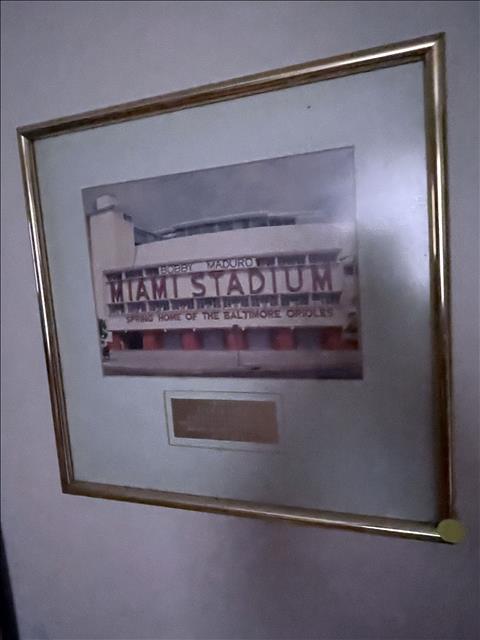 BOBBY MADURO
MIAMI STADIUM
SPRING HOME OF THE BALTIMORE ORIOLES